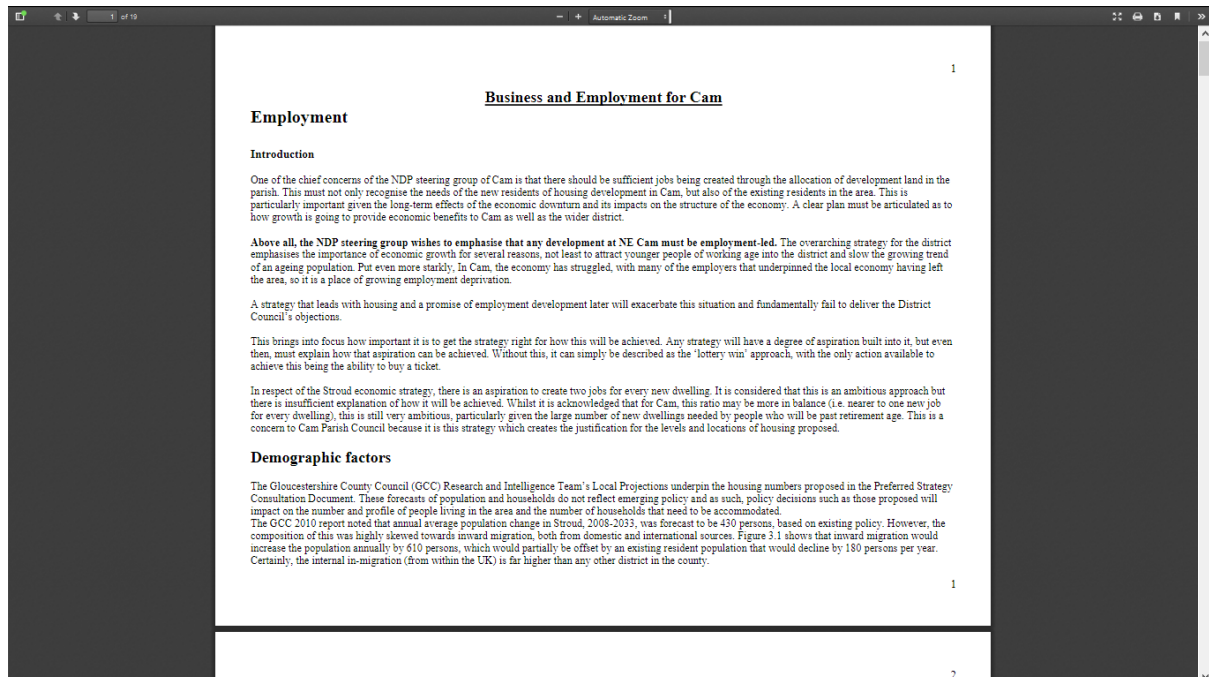 1 of 19
− + Automatic Zoom
1
Business and Employment for Cam
Employment
Introduction
One of the chief concerns of the NDP steering group of Cam is that there should be sufficient jobs being created through the allocation of development land in the
parish. This must not only recognise the needs of the new residents of housing development in Cam, but also of the existing residents in the area. This is
particularly important given the long-term effects of the economic downturn and its impacts on the structure of the economy. A clear plan must be articulated as to
how growth is going to provide economic benefits to Cam as well as the wider district.
Above all, the NDP steering group wishes to emphasise that any development at NE Cam must be employment-led. The overarching strategy for the district
emphasises the importance of economic growth for several reasons, not least to attract younger people of working age into the district and slow the growing trend
of an ageing population. Put even more starkly, In Cam, the economy has struggled, with many of the employers that underpinned the local economy having left
the area, so it is a place of growing employment deprivation.
A strategy that leads with housing and a promise of employment development later will exacerbate this situation and fundamentally fail to deliver the District
Council's objections.
This brings into focus how important it is to get the strategy right for how this will be achieved. Any strategy will have a degree of aspiration built into it, but even
then, must explain how that aspiration can be achieved. Without this, it can simply be described as the 'lottery win' approach, with the only action available to
achieve this being the ability to buy a ticket.
In respect of the Stroud economic strategy, there is an aspiration to create two jobs for every new dwelling. It is considered that this is an ambitious approach but
there is insufficient explanation of how it will be achieved. Whilst it is acknowledged that for Cam, this ratio may be more in balance (i.e. nearer to one new job
for every dwelling), this is still very ambitious, particularly given the large number of new dwellings needed by people who will be past retirement age. This is a
concern to Cam Parish Council because it is this strategy which creates the justification for the levels and locations of housing proposed.
Demographic factors
The Gloucestershire County Council (GCC) Research and Intelligence Team's Local Projections underpin the housing numbers proposed in the Preferred Strategy
Consultation Document. These forecasts of population and households do not reflect emerging policy and as such, policy decisions such as those proposed will
impact on the number and profile of people living in the area and the number of households that need to be accommodated.
The GCC 2010 report noted that annual average population change in Stroud, 2008-2033, was forecast to be 430 persons, based on existing policy. However, the
composition of this was highly skewed towards inward migration, both from domestic and international sources. Figure 3.1 shows that inward migration would
increase the population annually by 610 persons, which would partially be offset by an existing resident population that would decline by 180 persons per year.
Certainly, the internal in-migration (from within the UK) is far higher than any other district in the county.
1
2